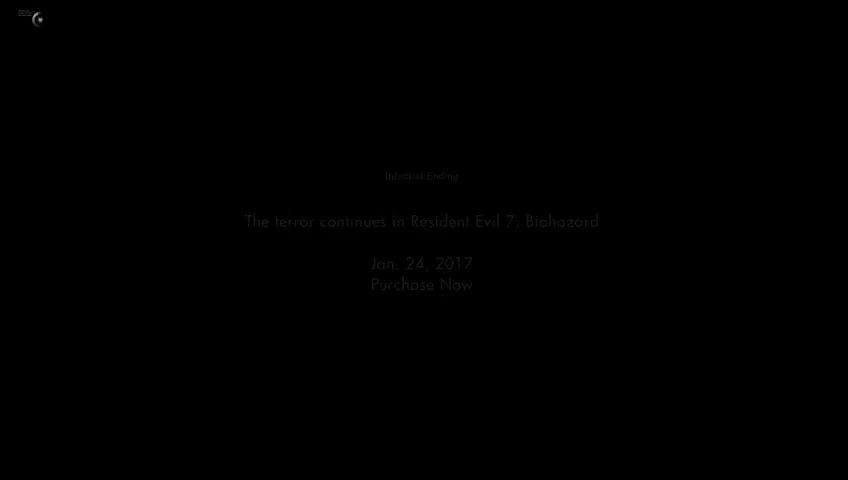 Infected Ending
The terror continues in Resident Evil 7: Biohazard
Jan. 24, 2017
Purchase Now